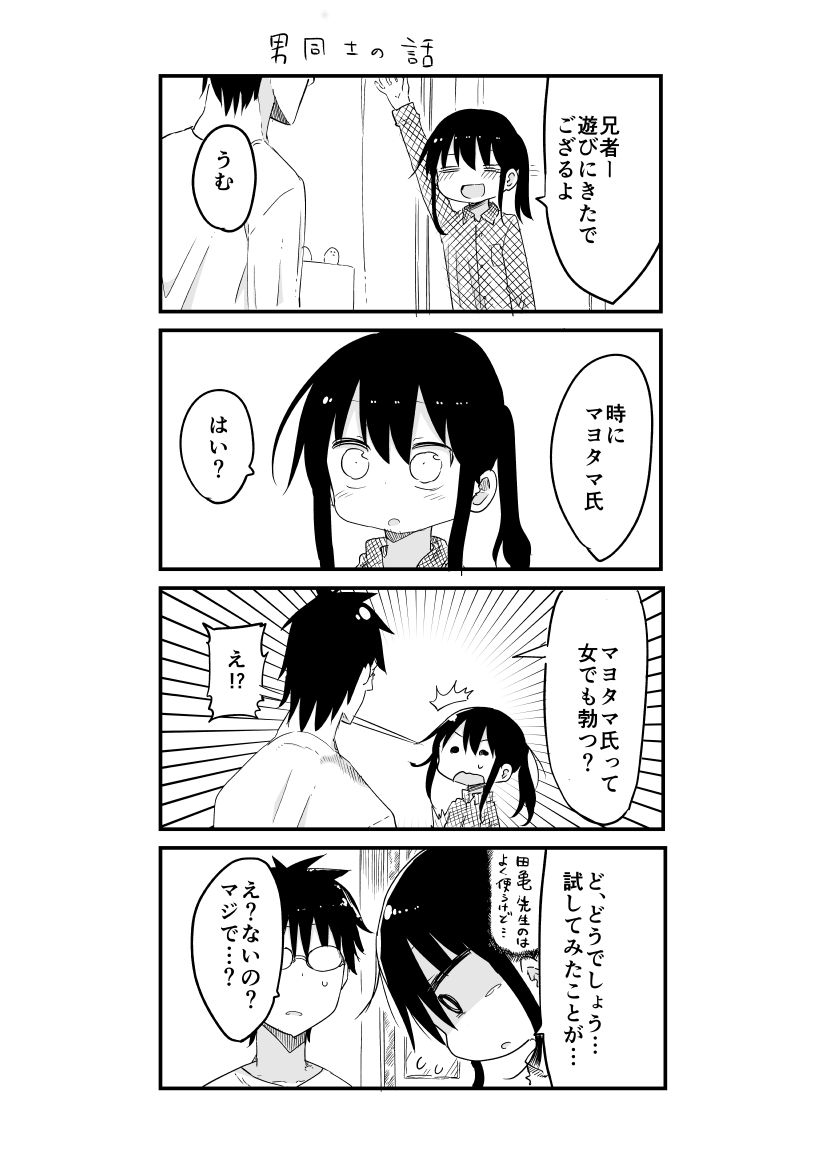 男同士の話
兄者ー
遊びにきたで
ござるよ
うむ
時に
マヨタマ氏
はい?
マヨタマ氏って
女でも勃つ?
え!?
ど、どうでしょう…
試してみたことが…
田亀先生のは
よく使うけど…
え?ないの?
マジで…?